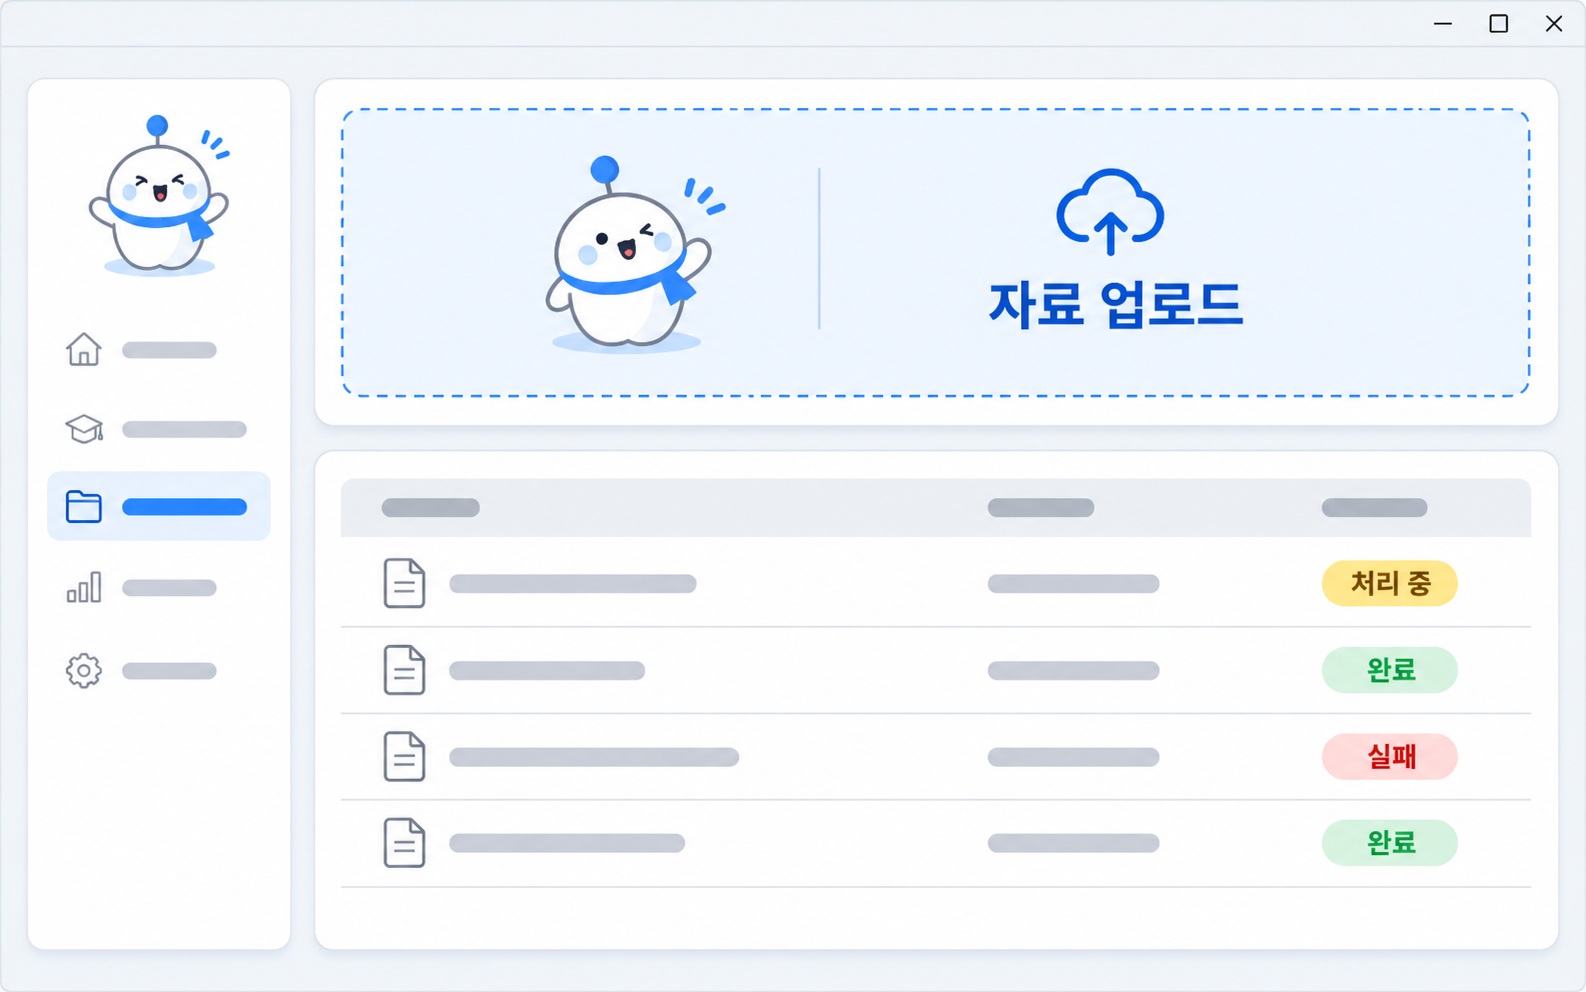 자료 업로드
처리 중
완료
실패
완료